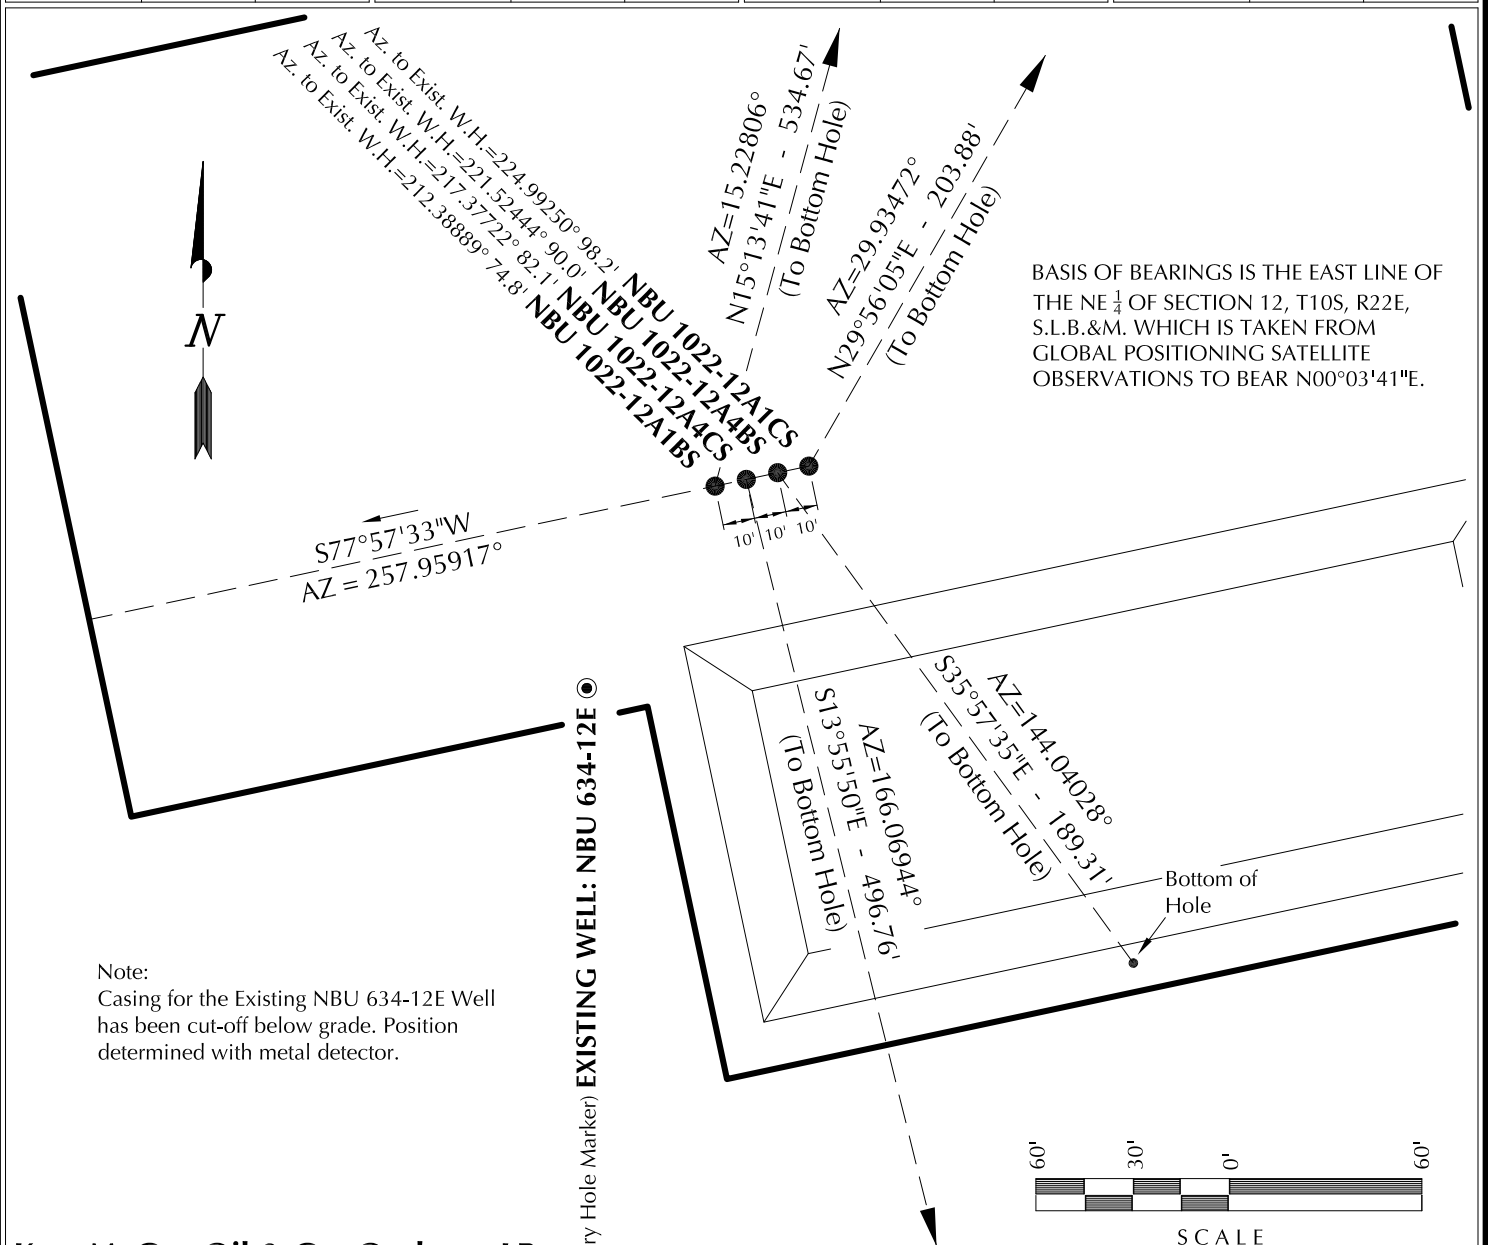 Az. to Exist. W.H.=224.99250° 98.2' NBU 1022-12A1CS
Az. to Exist. W.H.=221.52444° 90.0' NBU 1022-12A4BS
Az. to Exist. W.H.=217.37722° 82.1' NBU 1022-12A4CS
Az. to Exist. W.H.=212.38889° 74.8' NBU 1022-12A1BS
N
AZ=15.22806°
N15°13'41"E - 534.67'
(To Bottom Hole)
AZ=29.93472°
N29°56'05"E - 203.88'
(To Bottom Hole)
BASIS OF BEARINGS IS THE EAST LINE OF
THE NE 1/4 OF SECTION 12, T10S, R22E,
S.L.B.&M. WHICH IS TAKEN FROM
GLOBAL POSITIONING SATELLITE
OBSERVATIONS TO BEAR N00°03'41"E.
S77°57'33"W
AZ = 257.95917°
10' 10' 10'
AZ=166.06944°
S13°55'50"E - 496.76'
(To Bottom Hole)
AZ=144.04028°
S35°57'35"E - 189.31'
(To Bottom Hole)
Bottom of
Hole
Hole Marker) EXISTING WELL: NBU 634-12E
Note:
Casing for the Existing NBU 634-12E Well
has been cut-off below grade. Position
determined with metal detector.
60' 30' 0' 60'
SCALE